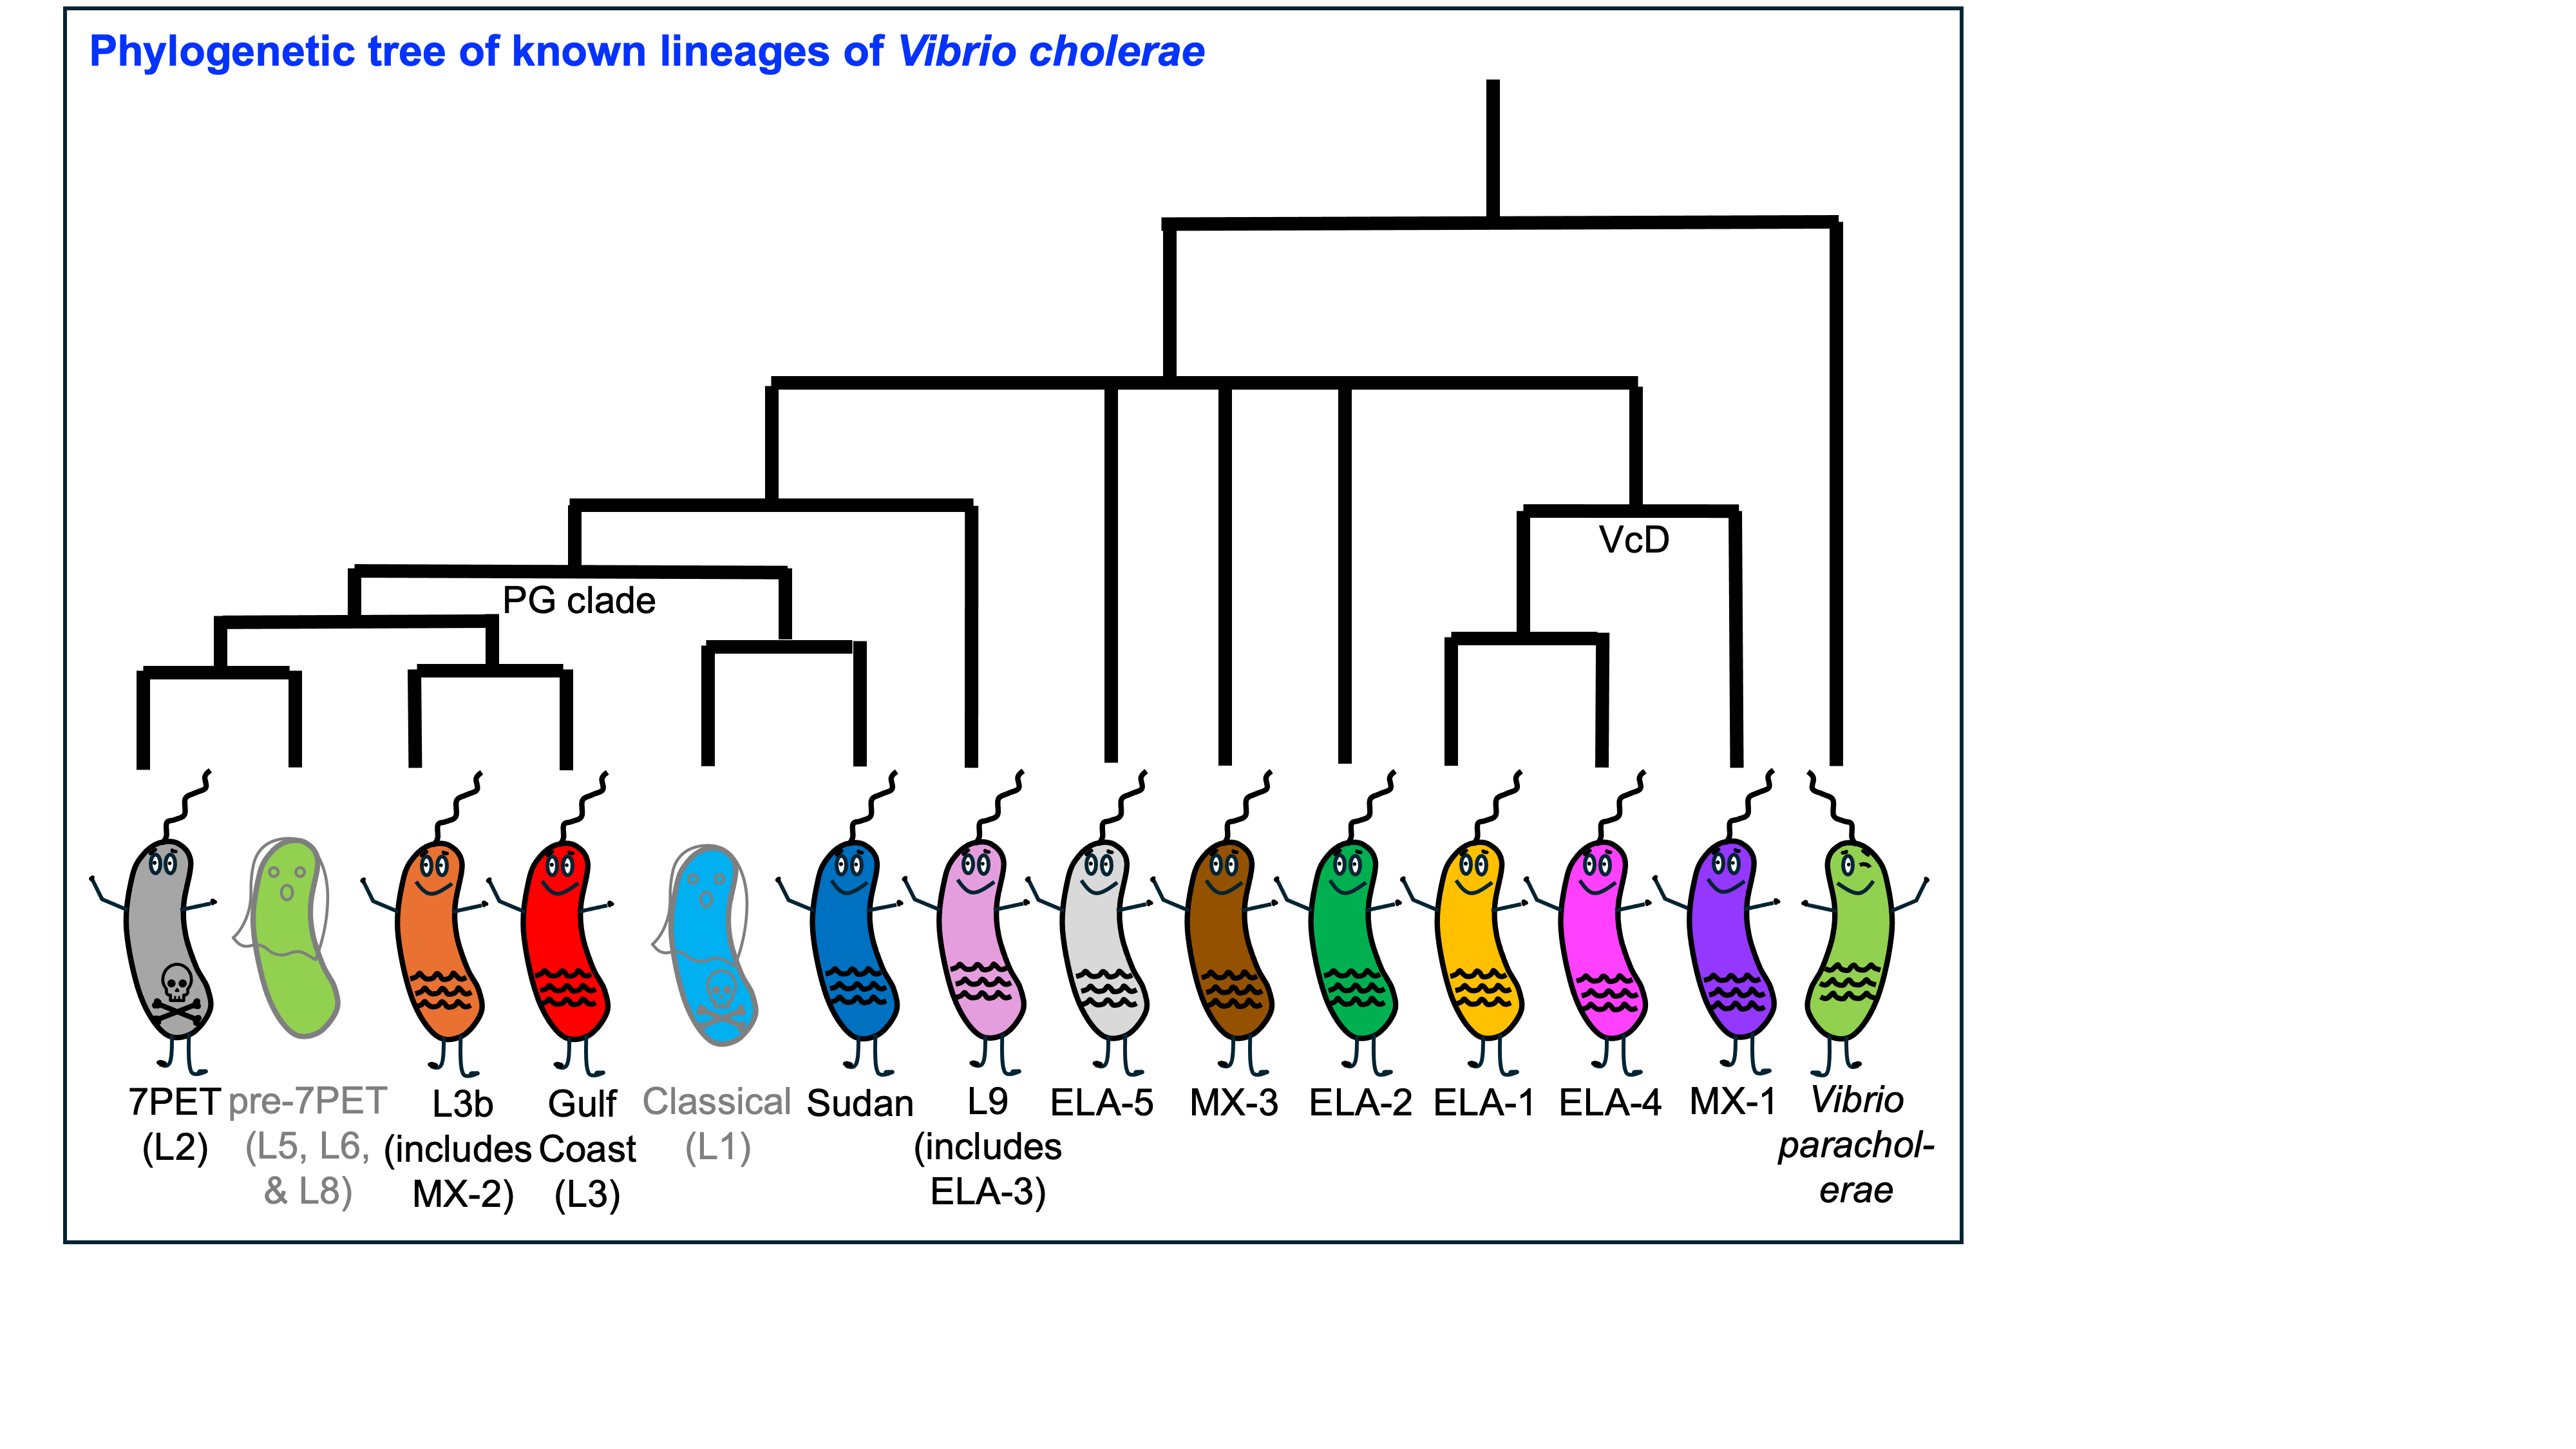 Phylogenetic tree of known lineages of Vibrio cholerae
VcD
PG clade
7PET
(L2)
pre-7PET
(L5, L6,
& L8)
L3b
(includes
MX-2)
Gulf
Coast
(L3)
Classical
(L1)
Sudan
L9
(includes
ELA-3)
ELA-5
MX-3
ELA-2
ELA-1
ELA-4
MX-1
Vibrio
parachol-
erae